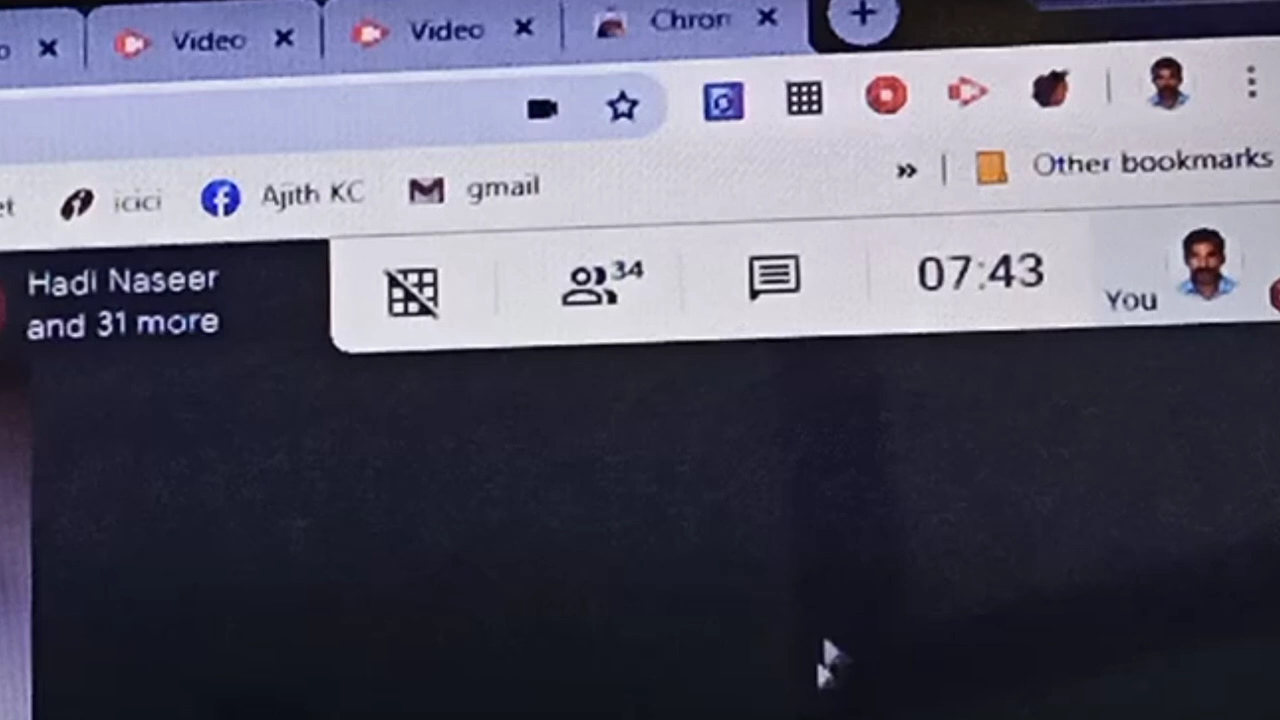 Video
Video
Chron
icici
Ajith KC
gmail
Other bookmarks
Hadi Naseer
and 31 more
34
07:43
You